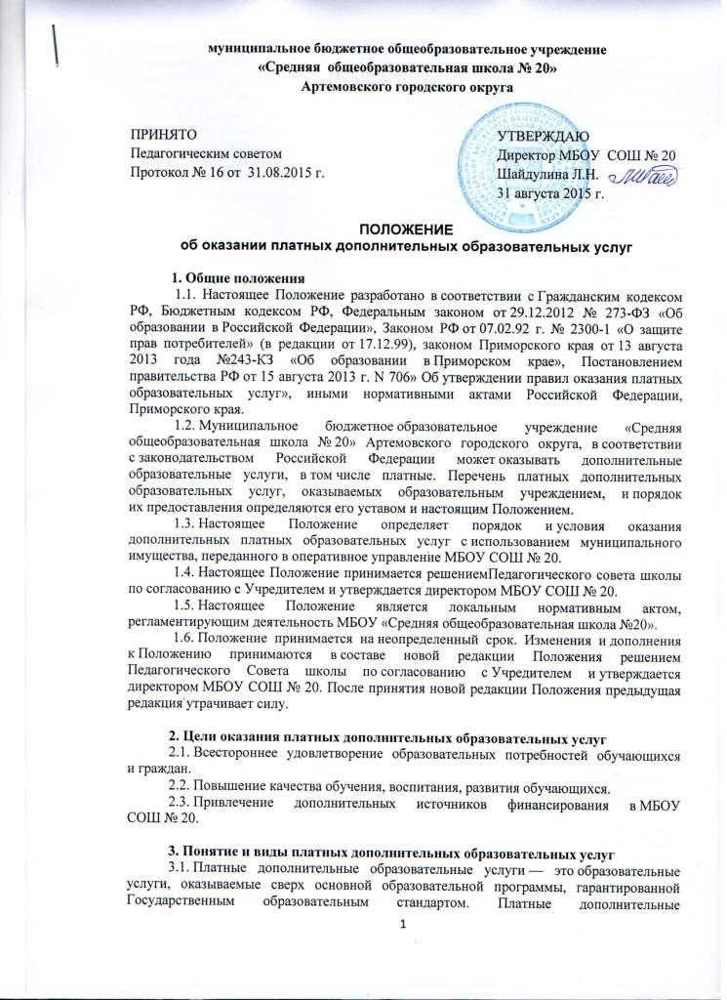 муниципальное бюджетное общеобразовательное учреждение
«Средняя общеобразовательная школа № 20»
Артемовского городского округа
ПРИНЯТО
Педагогическим советом
Протокол № 16 от 31.08.2015 г.
УТВЕРЖДАЮ
Директор МБОУ СОШ № 20
Шайдулина Л.Н.
31 августа 2015 г.
ПОЛОЖЕНИЕ
об оказании платных дополнительных образовательных услуг
1. Общие положения
1.1. Настоящее Положение разработано в соответствии с Гражданским кодексом
РФ, Бюджетным кодексом РФ, Федеральным законом от 29.12.2012 № 273-ФЗ «Об
образовании в Российской Федерации», Законом РФ от 07.02.92 г. № 2300-1 «О защите
прав потребителей» (в редакции от 17.12.99), законом Приморского края от 13 августа
2013 года №243-КЗ «Об образовании в Приморском крае», Постановлением
правительства РФ от 15 августа 2013 г. N 706» Об утверждении правил оказания платных
образовательных услуг», иными нормативными актами Российской Федерации,
Приморского края.
1.2. Муниципальное бюджетное образовательное учреждение «Средняя
общеобразовательная школа № 20» Артемовского городского округа, в соответствии
с законодательством Российской Федерации может оказывать дополнительные
образовательные услуги, в том числе платные. Перечень платных дополнительных
образовательных услуг, оказываемых образовательным учреждением, и порядок
их предоставления определяются его уставом и настоящим Положением.
1.3. Настоящее Положение определяет порядок и условия оказания
дополнительных платных образовательных услуг с использованием муниципального
имущества, переданного в оперативное управление МБОУ СОШ № 20.
1.4. Настоящее Положение принимается решениемПедагогического совета школы
по согласованию с Учредителем и утверждается директором МБОУ СОШ № 20.
1.5. Настоящее Положение является локальным нормативным актом,
регламентирующим деятельность МБОУ «Средняя общеобразовательная школа №20».
1.6. Положение принимается на неопределенный срок. Изменения и дополнения
к Положению принимаются в составе новой редакции Положения решением
Педагогического Совета школы по согласованию с Учредителем и утверждается
директором МБОУ СОШ № 20. После принятия новой редакции Положения предыдущая
редакция утрачивает силу.
2. Цели оказания платных дополнительных образовательных услуг
2.1. Всестороннее удовлетворение образовательных потребностей обучающихся
и граждан.
2.2. Повышение качества обучения, воспитания, развития обучающихся.
2.3. Привлечение дополнительных источников финансирования в МБОУ
СОШ № 20.
3. Понятие и виды платных дополнительных образовательных услуг
3.1. Платные дополнительные образовательные услуги — это образовательные
услуги, оказываемые сверх основной образовательной программы, гарантированной
Государственным образовательным стандартом. Платные дополнительные
1